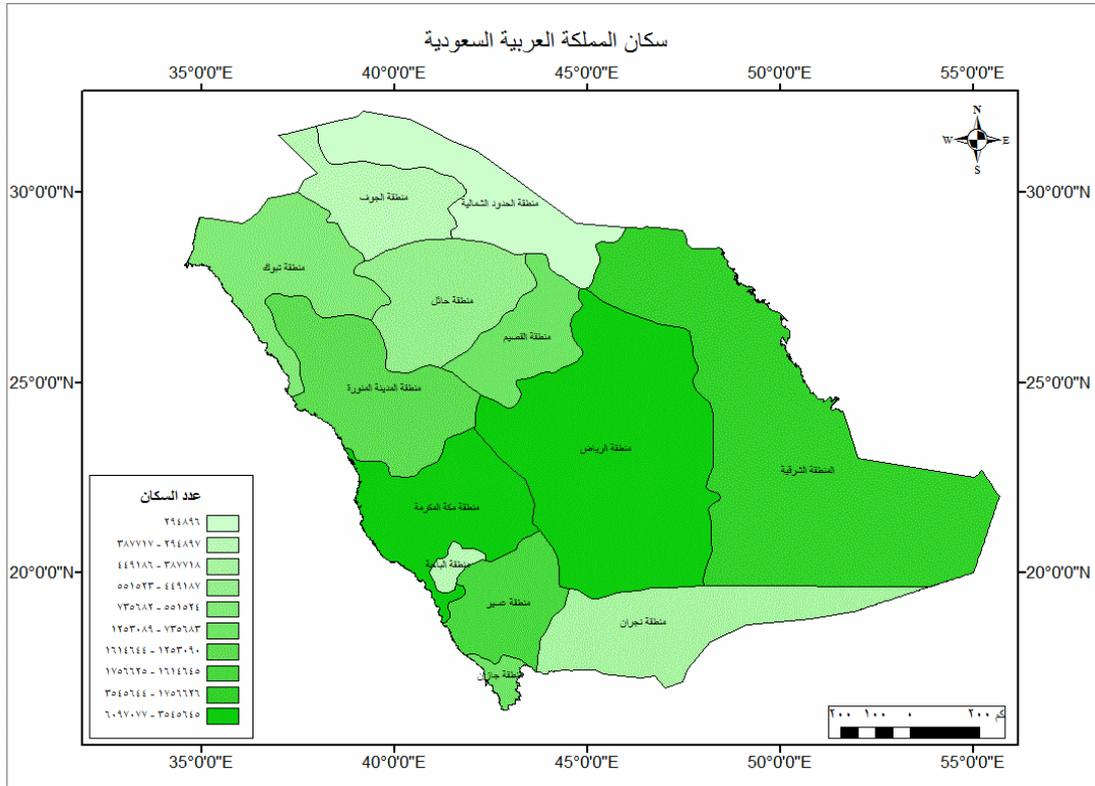 سكان المملكة العربية السعودية
35°0'0"E 40°0'0"E 45°0'0"E 50°0'0"E 55°0'0"E
N
W E
S
30°0'0"N 30°0'0"N
منطقة الجوف
منطقة الحدود الشمالية
منطقة تبوك
منطقة حائل
منطقة القصيم
25°0'0"N 25°0'0"N
منطقة المدينة المنورة
منطقة الرياض
المنطقة الشرقية
منطقة مكة المكرمة
20°0'0"N 20°0'0"N
منطقة الباحة
منطقة عسير
منطقة نجران
منطقة جازان
عدد السكان
٢٩٤٨٩٦
٢٩٤٨٩٧ - ٣٨٧٧١٧
٣٨٧٧١٨ - ٤٤٩١٨٦
٤٤٩١٨٧ - ٥٥١٥٢٣
٥٥١٥٢٤ - ٧٣٥٦٨٢
٧٣٥٦٨٣ - ١٢٥٣٠٨٩
١٢٥٣٠٩٠ - ١٦١٤٦٤٤
١٦١٤٦٤٥ - ١٧٥٦٦٢٥
١٧٥٦٦٢٦ - ٣٥٤٥٦٤٤
٣٥٤٥٦٤٥ - ٦٠٩٧٠٧٧
٢٠٠ ١٠٠ ٠ ٢٠٠ كم
35°0'0"E 40°0'0"E 45°0'0"E 50°0'0"E 55°0'0"E